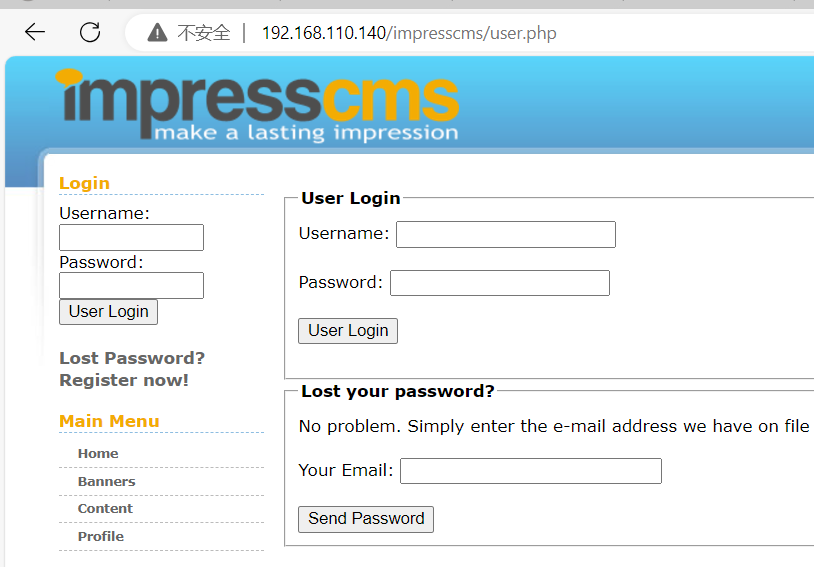 不安全 | 192.168.110.140/impresscms/user.php
impresscms
make a lasting impression
Login
Username:
Password:
User Login
Lost Password?
Register now!
Main Menu
Home
Banners
Content
Profile
User Login
Username:
Password:
User Login
Lost your password?
No problem. Simply enter the e-mail address we have on file
Your Email:
Send Password